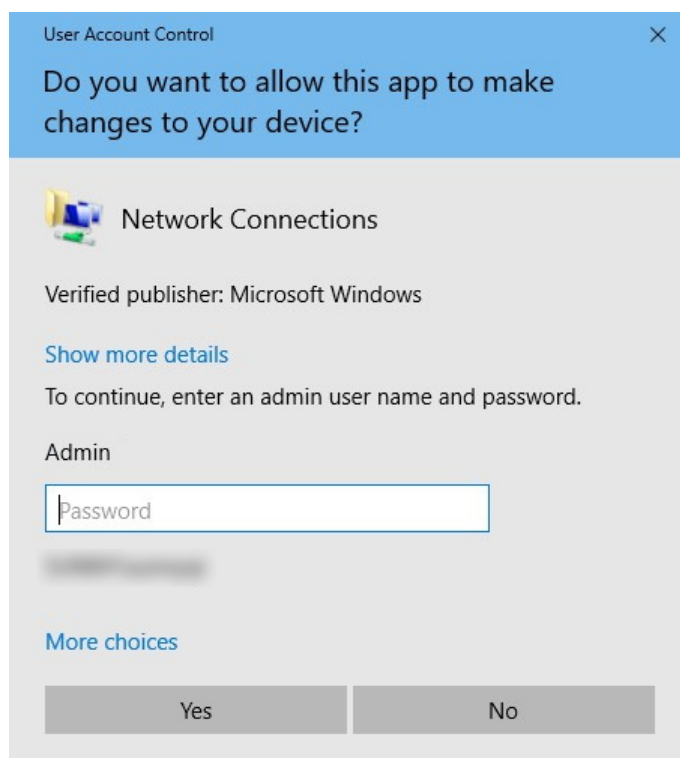 User Account Control
Do you want to allow this app to make
changes to your device?
Network Connections
Verified publisher: Microsoft Windows
Show more details
To continue, enter an admin user name and password.
Admin
Password
More choices
Yes
No